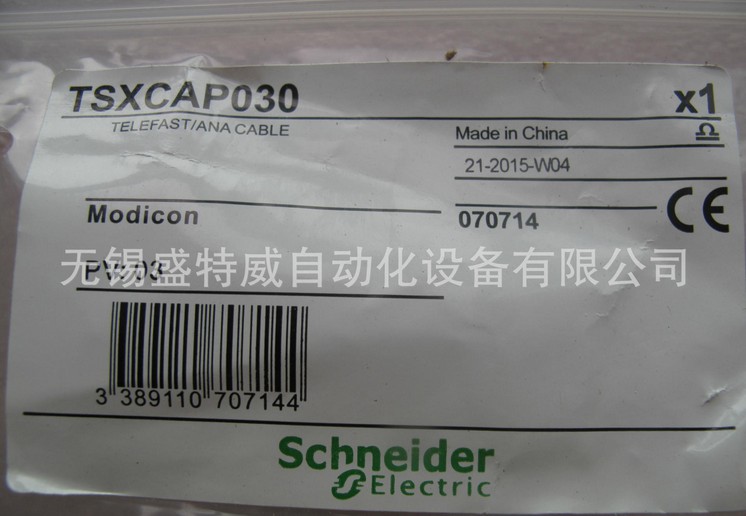 TSXCAP030
x1
TELEFAST/ANA CABLE
Made in China
21-2015-W04
Modicon
070714
CE
无锡盛特威自动化设备有限公司
3 389110 707144
Schneider
Electric